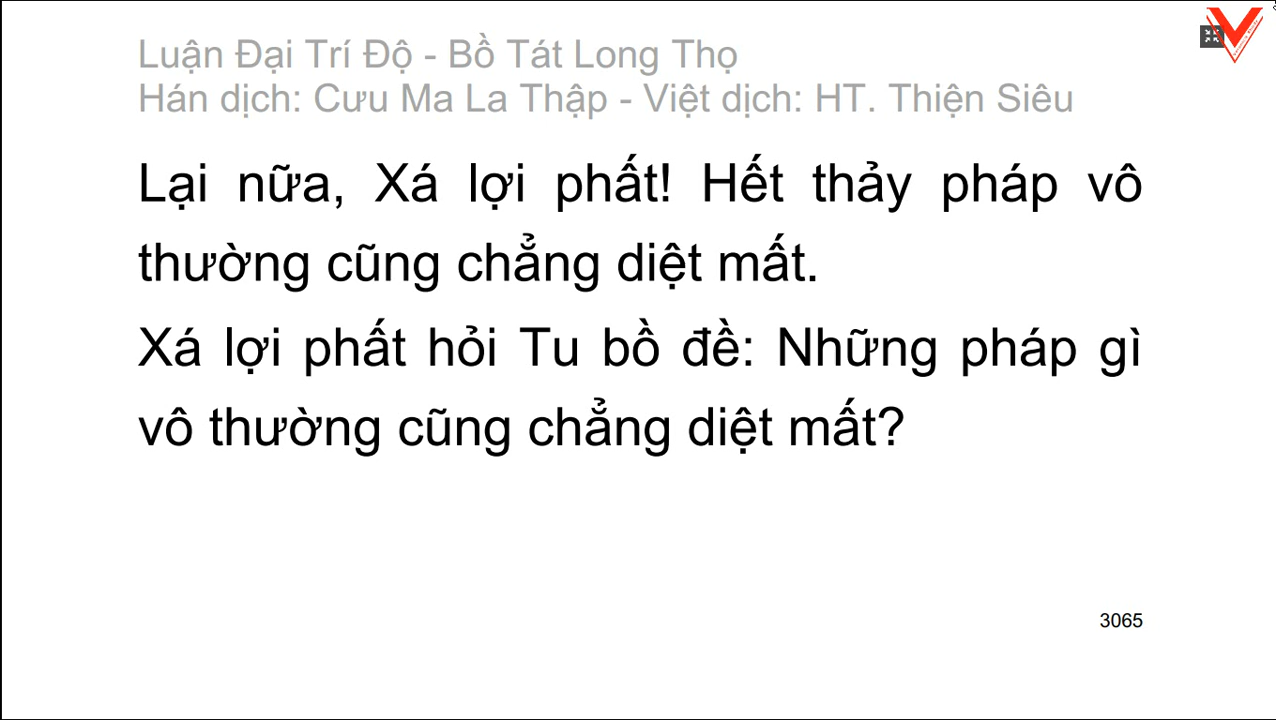 Luận Đại Trí Độ - Bồ Tát Long Thọ
Hán dịch: Cưu Ma La Thập - Việt dịch: HT. Thiện Siêu
Lại nữa, Xá lợi phất! Hết thảy pháp vô
thường cũng chẳng diệt mất.
Xá lợi phất hỏi Tu bồ đề: Những pháp gì
vô thường cũng chẳng diệt mất?
3065